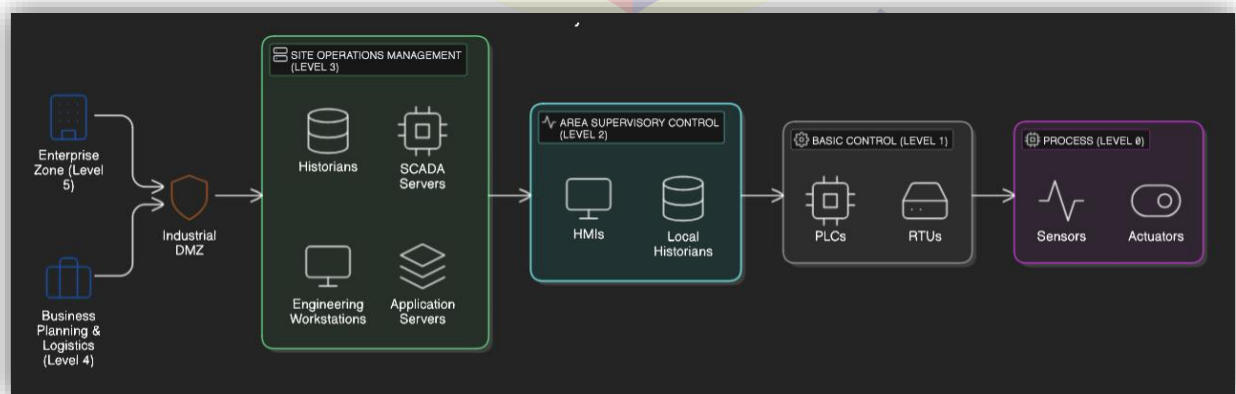 SITE OPERATIONS MANAGEMENT
(LEVEL 3)
Historians
SCADA
Servers
Engineering
Workstations
Application
Servers
Enterprise
Zone (Level
5)
Industrial
DMZ
Business
Planning &
Logistics
(Level 4)
AREA SUPERVISORY CONTROL
(LEVEL 2)
HMIs
Local
Historians
BASIC CONTROL (LEVEL 1)
PLCs
RTUs
PROCESS (LEVEL 0)
Sensors
Actuators